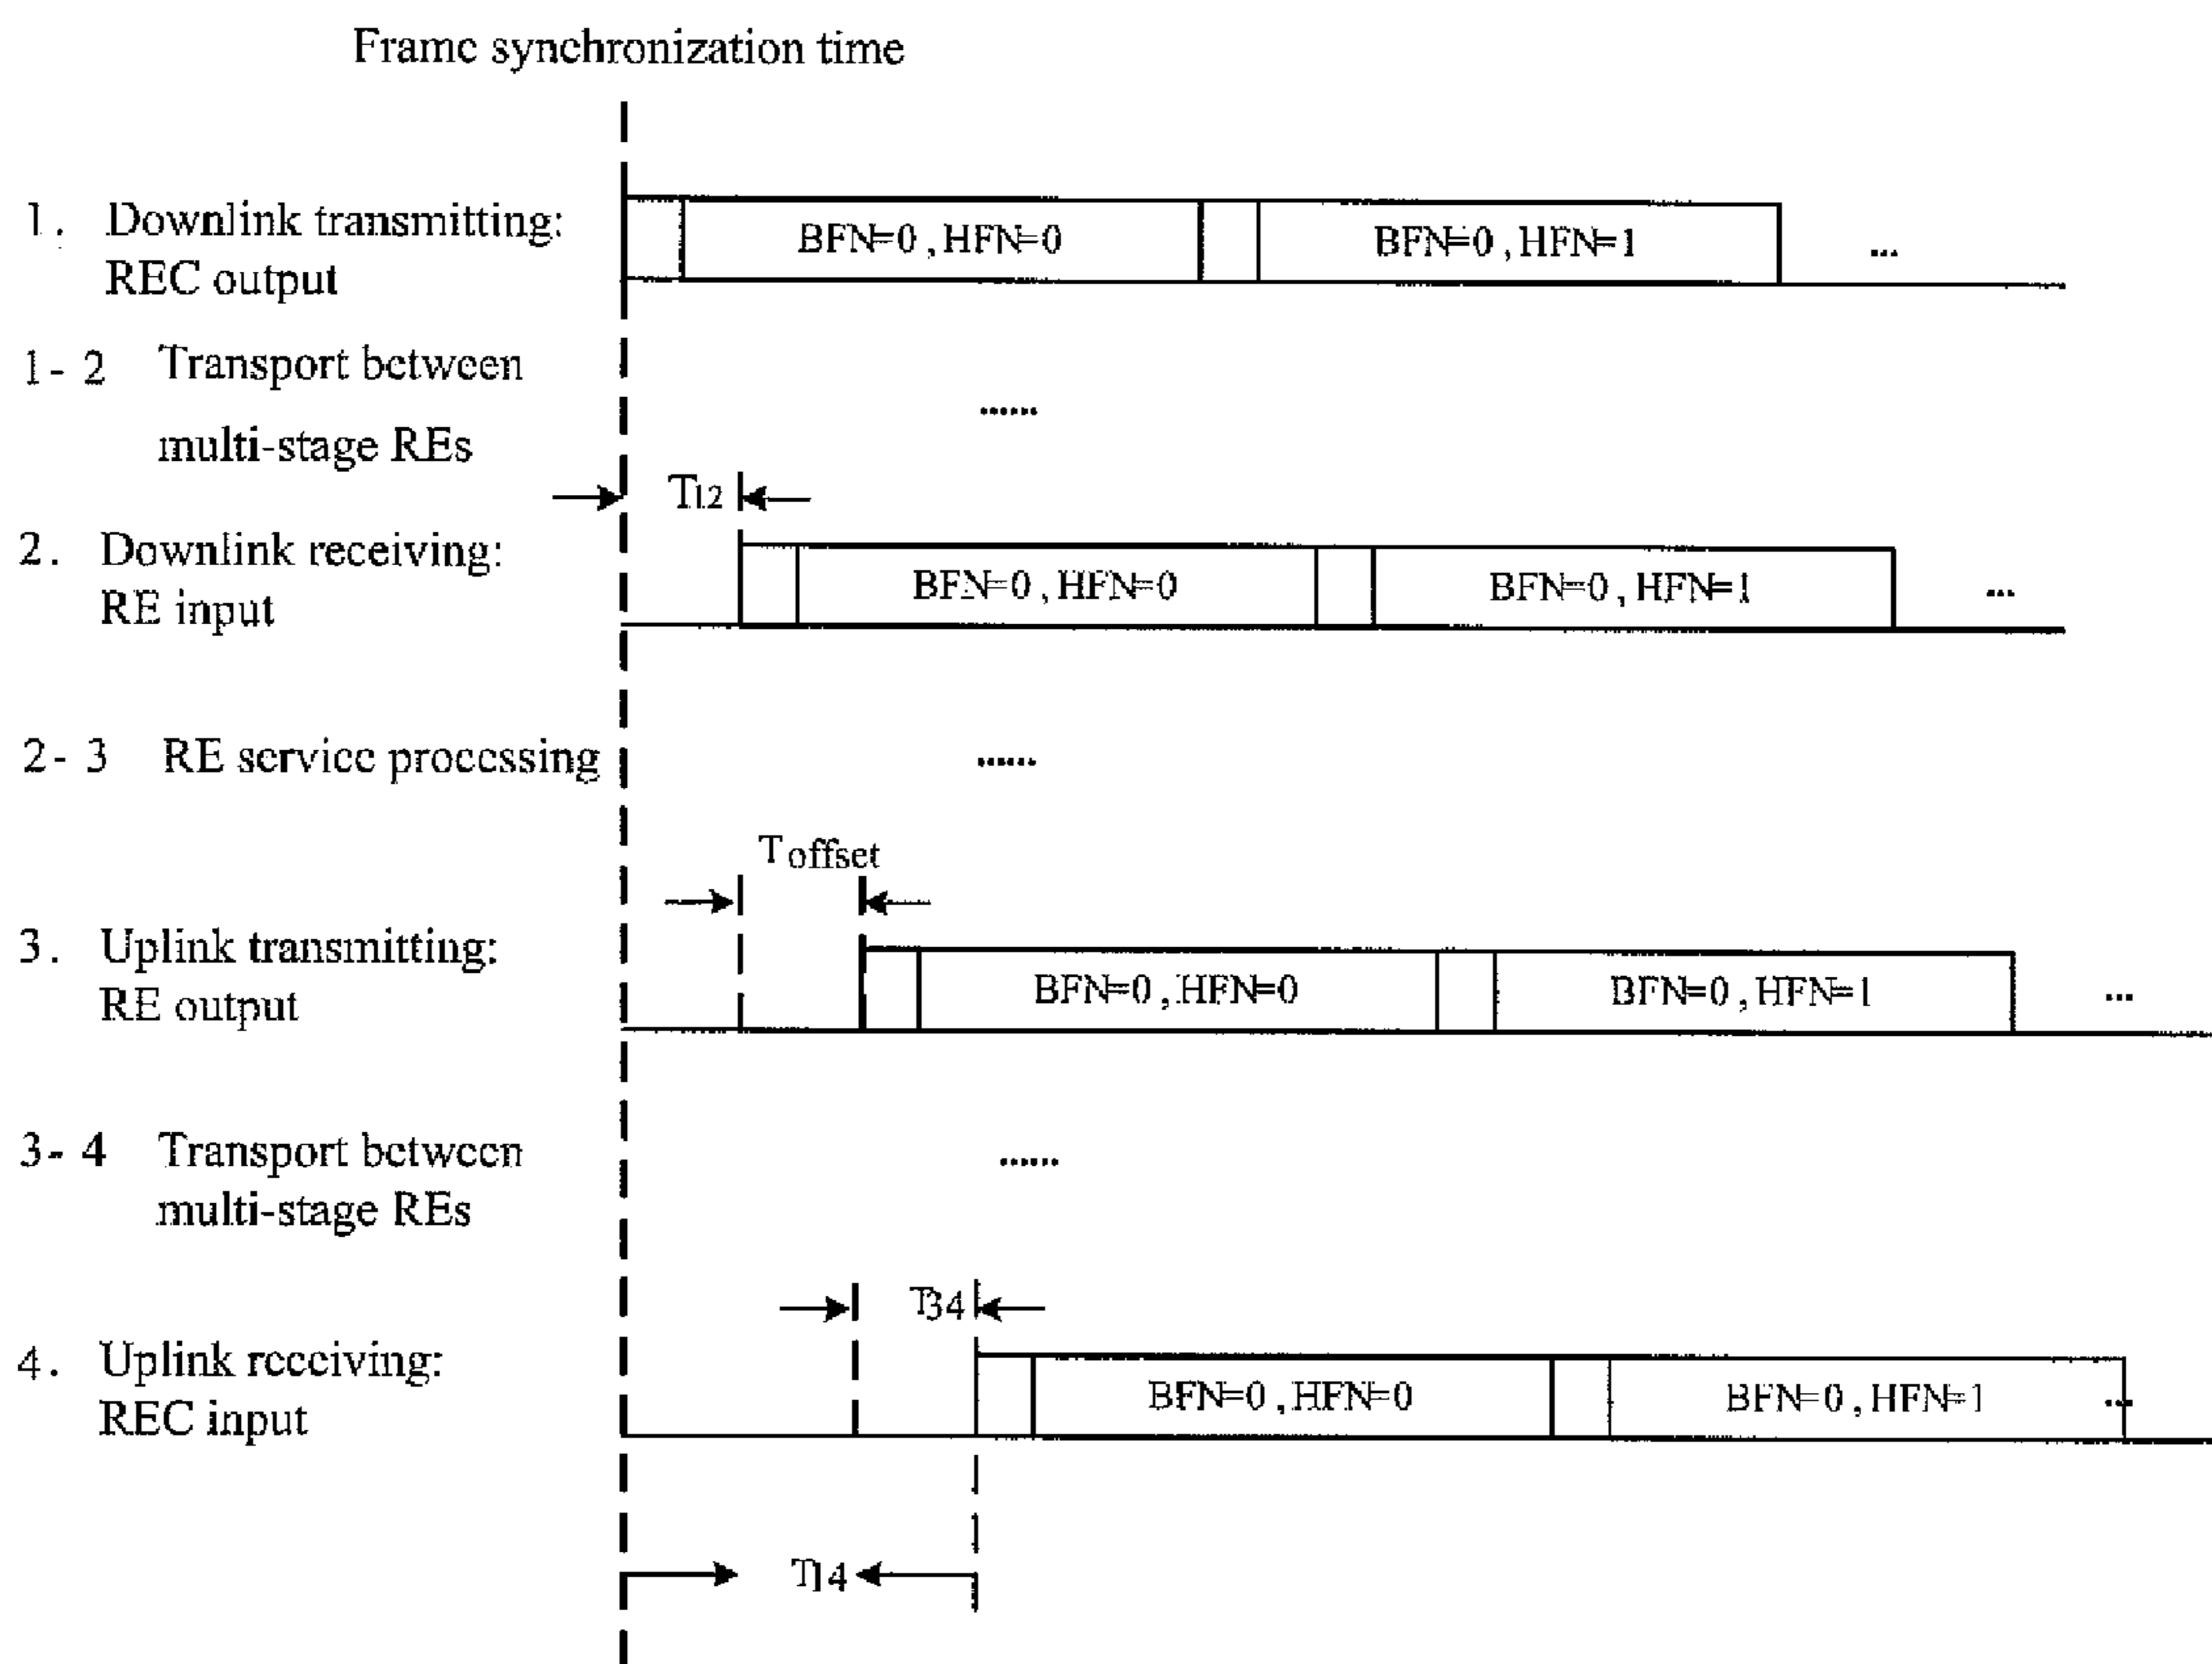 Frame synchronization time
1. Downlink transmitting:
REC output
BFN=0 , HFN=0
BFN=0 , HFN=1
...
1- 2 Transport between
multi-stage REs
......
T12
2. Downlink receiving:
RE input
BFN=0 , HFN=0
BFN=0 , HFN=1
...
2- 3 RE service processing
......
Toffset
3. Uplink transmitting:
RE output
BFN=0 , HFN=0
BFN=0 , HFN=1
...
3- 4 Transport between
multi-stage REs
......
T34
4. Uplink receiving:
REC input
BFN=0 , HFN=0
BFN=0 , HFN=1
...
T14